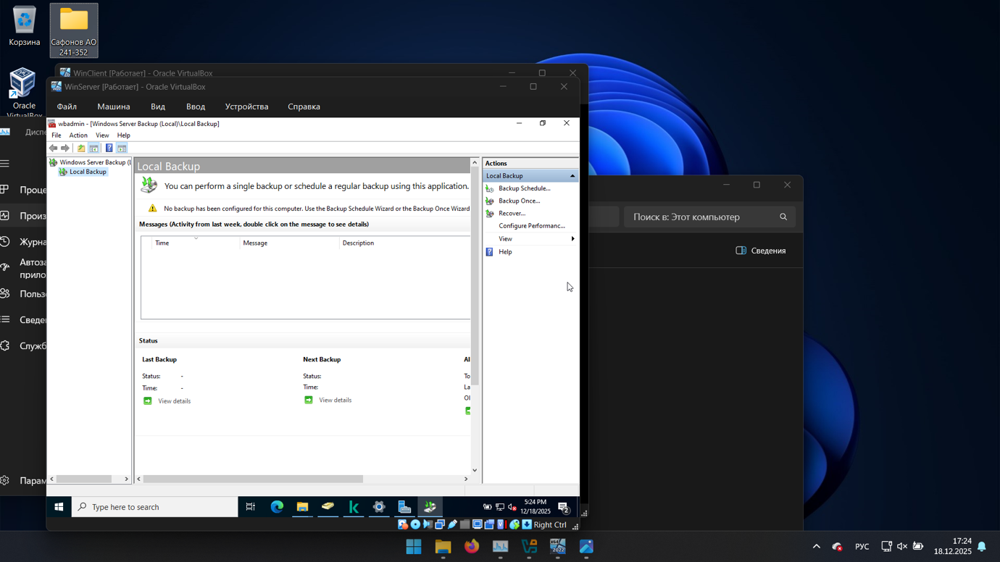 Корзина
Сафонов АО
241-352
Oracle
VirtualBox
WinClient [Работает] - Oracle VirtualBox
WinServer [Работает] - Oracle VirtualBox
Файл Машина Вид Ввод Устройства Справка
wbadmin - [Windows Server Backup (Local)\Local Backup]
File Action View Help
Windows Server Backup (L
Local Backup
Local Backup
You can perform a single backup or schedule a regular backup using this application.
No backup has been configured for this computer. Use the Backup Schedule Wizard or the Backup Once Wizard
Messages (Activity from last week, double click on the message to see details)
Time Message Description
Status
Last Backup
Status: -
Time: -
View details
Next Backup
Status:
Time:
View details
Al
To
La
Ol
Actions
Local Backup
Backup Schedule...
Backup Once...
Recover...
Configure Performanc...
View
Help
Диспе
Проце
Произ
Журна
Автоза
прило
Польз
Сведе
Служб
Парам
Поиск в: Этот компьютер
Сведения
Type here to search
5:24 PM
12/18/2025
2
Right Ctrl
x64
2022
РУС
17:24
18.12.2025